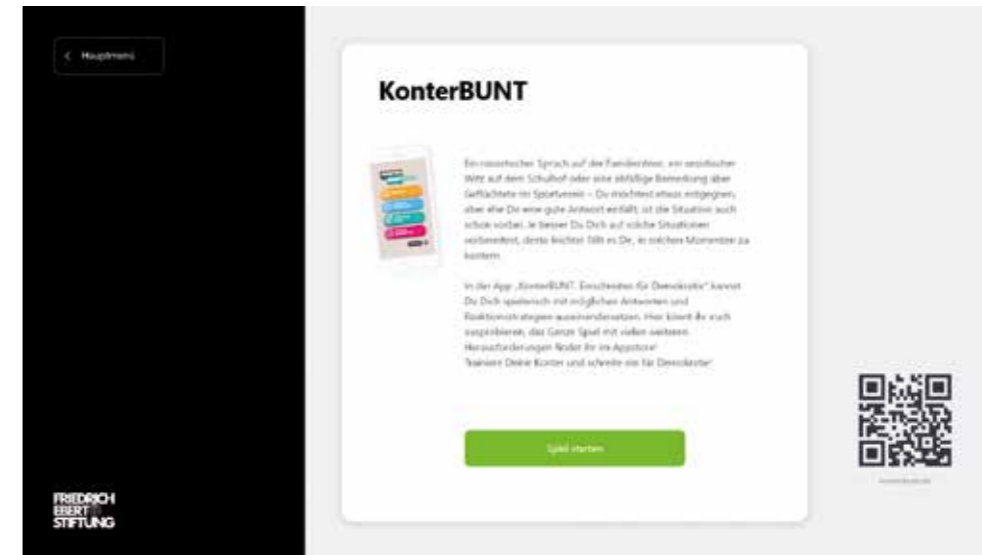 < Hauptmenü
KonterBUNT
Ein rassistischer Spruch auf der Familienfeier, ein sexistischer
Witz auf dem Schulhof oder eine abfällige Bemerkung über
Geflüchtete im Sportverein – Du möchtest etwas entgegnen,
aber ehe Dir eine gute Antwort einfällt, ist die Situation auch
schon vorbei. Je besser Du Dich auf solche Situationen
vorbereitest, desto leichter fällt es Dir, in solchen Momenten zu
kontern.
In der App „KonterBUNT. Einschreiten für Demokratie“ kannst
Du Dich spielerisch mit möglichen Antworten und
Reaktionsstrategien auseinandersetzen. Hier könnt ihr euch
ausprobieren, das Ganze Spiel mit vielen weiteren
Herausforderungen findet ihr im Appstore!
Trainiere Deine Konter und schreite ein für Demokratie!
Spiel starten
FRIEDRICH
EBERT
STIFTUNG